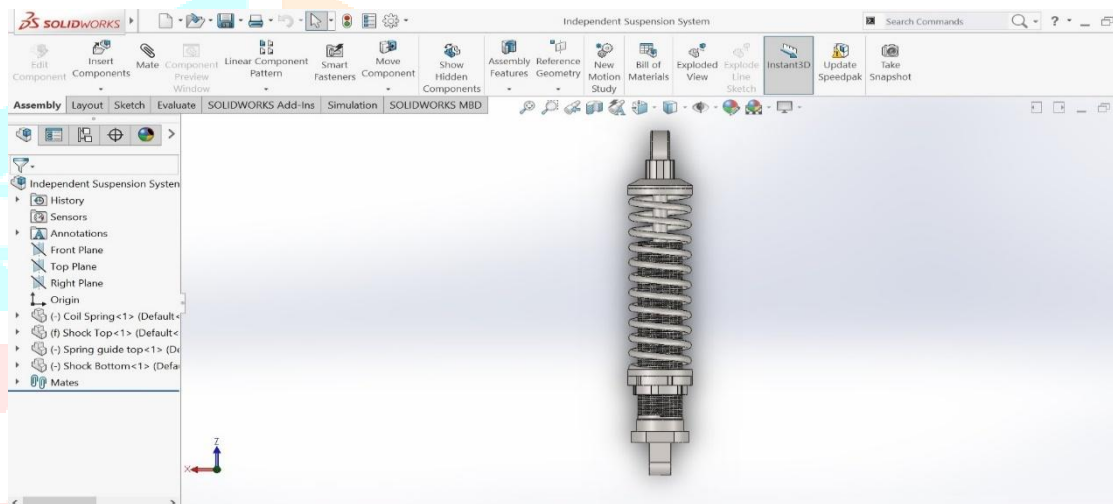 SOLIDWORKS
Independent Suspension System
Search Commands
?
Edit Component
Insert Components
Mate
Component Preview Window
Linear Component Pattern
Smart Fasteners
Move Component
Show Hidden Components
Assembly Features
Reference Geometry
New Motion Study
Bill of Materials
Exploded View
Explode Line Sketch
Instant3D
Update Speedpak
Take Snapshot
Assembly Layout Sketch Evaluate SOLIDWORKS Add-Ins Simulation SOLIDWORKS MBD
Independent Suspension System
History
Sensors
Annotations
Front Plane
Top Plane
Right Plane
Origin
(-) Coil Spring<1> (Default<
(f) Shock Top<1> (Default<
(-) Spring guide top<1> (De
(-) Shock Bottom<1> (Defa
Mates
Z
X